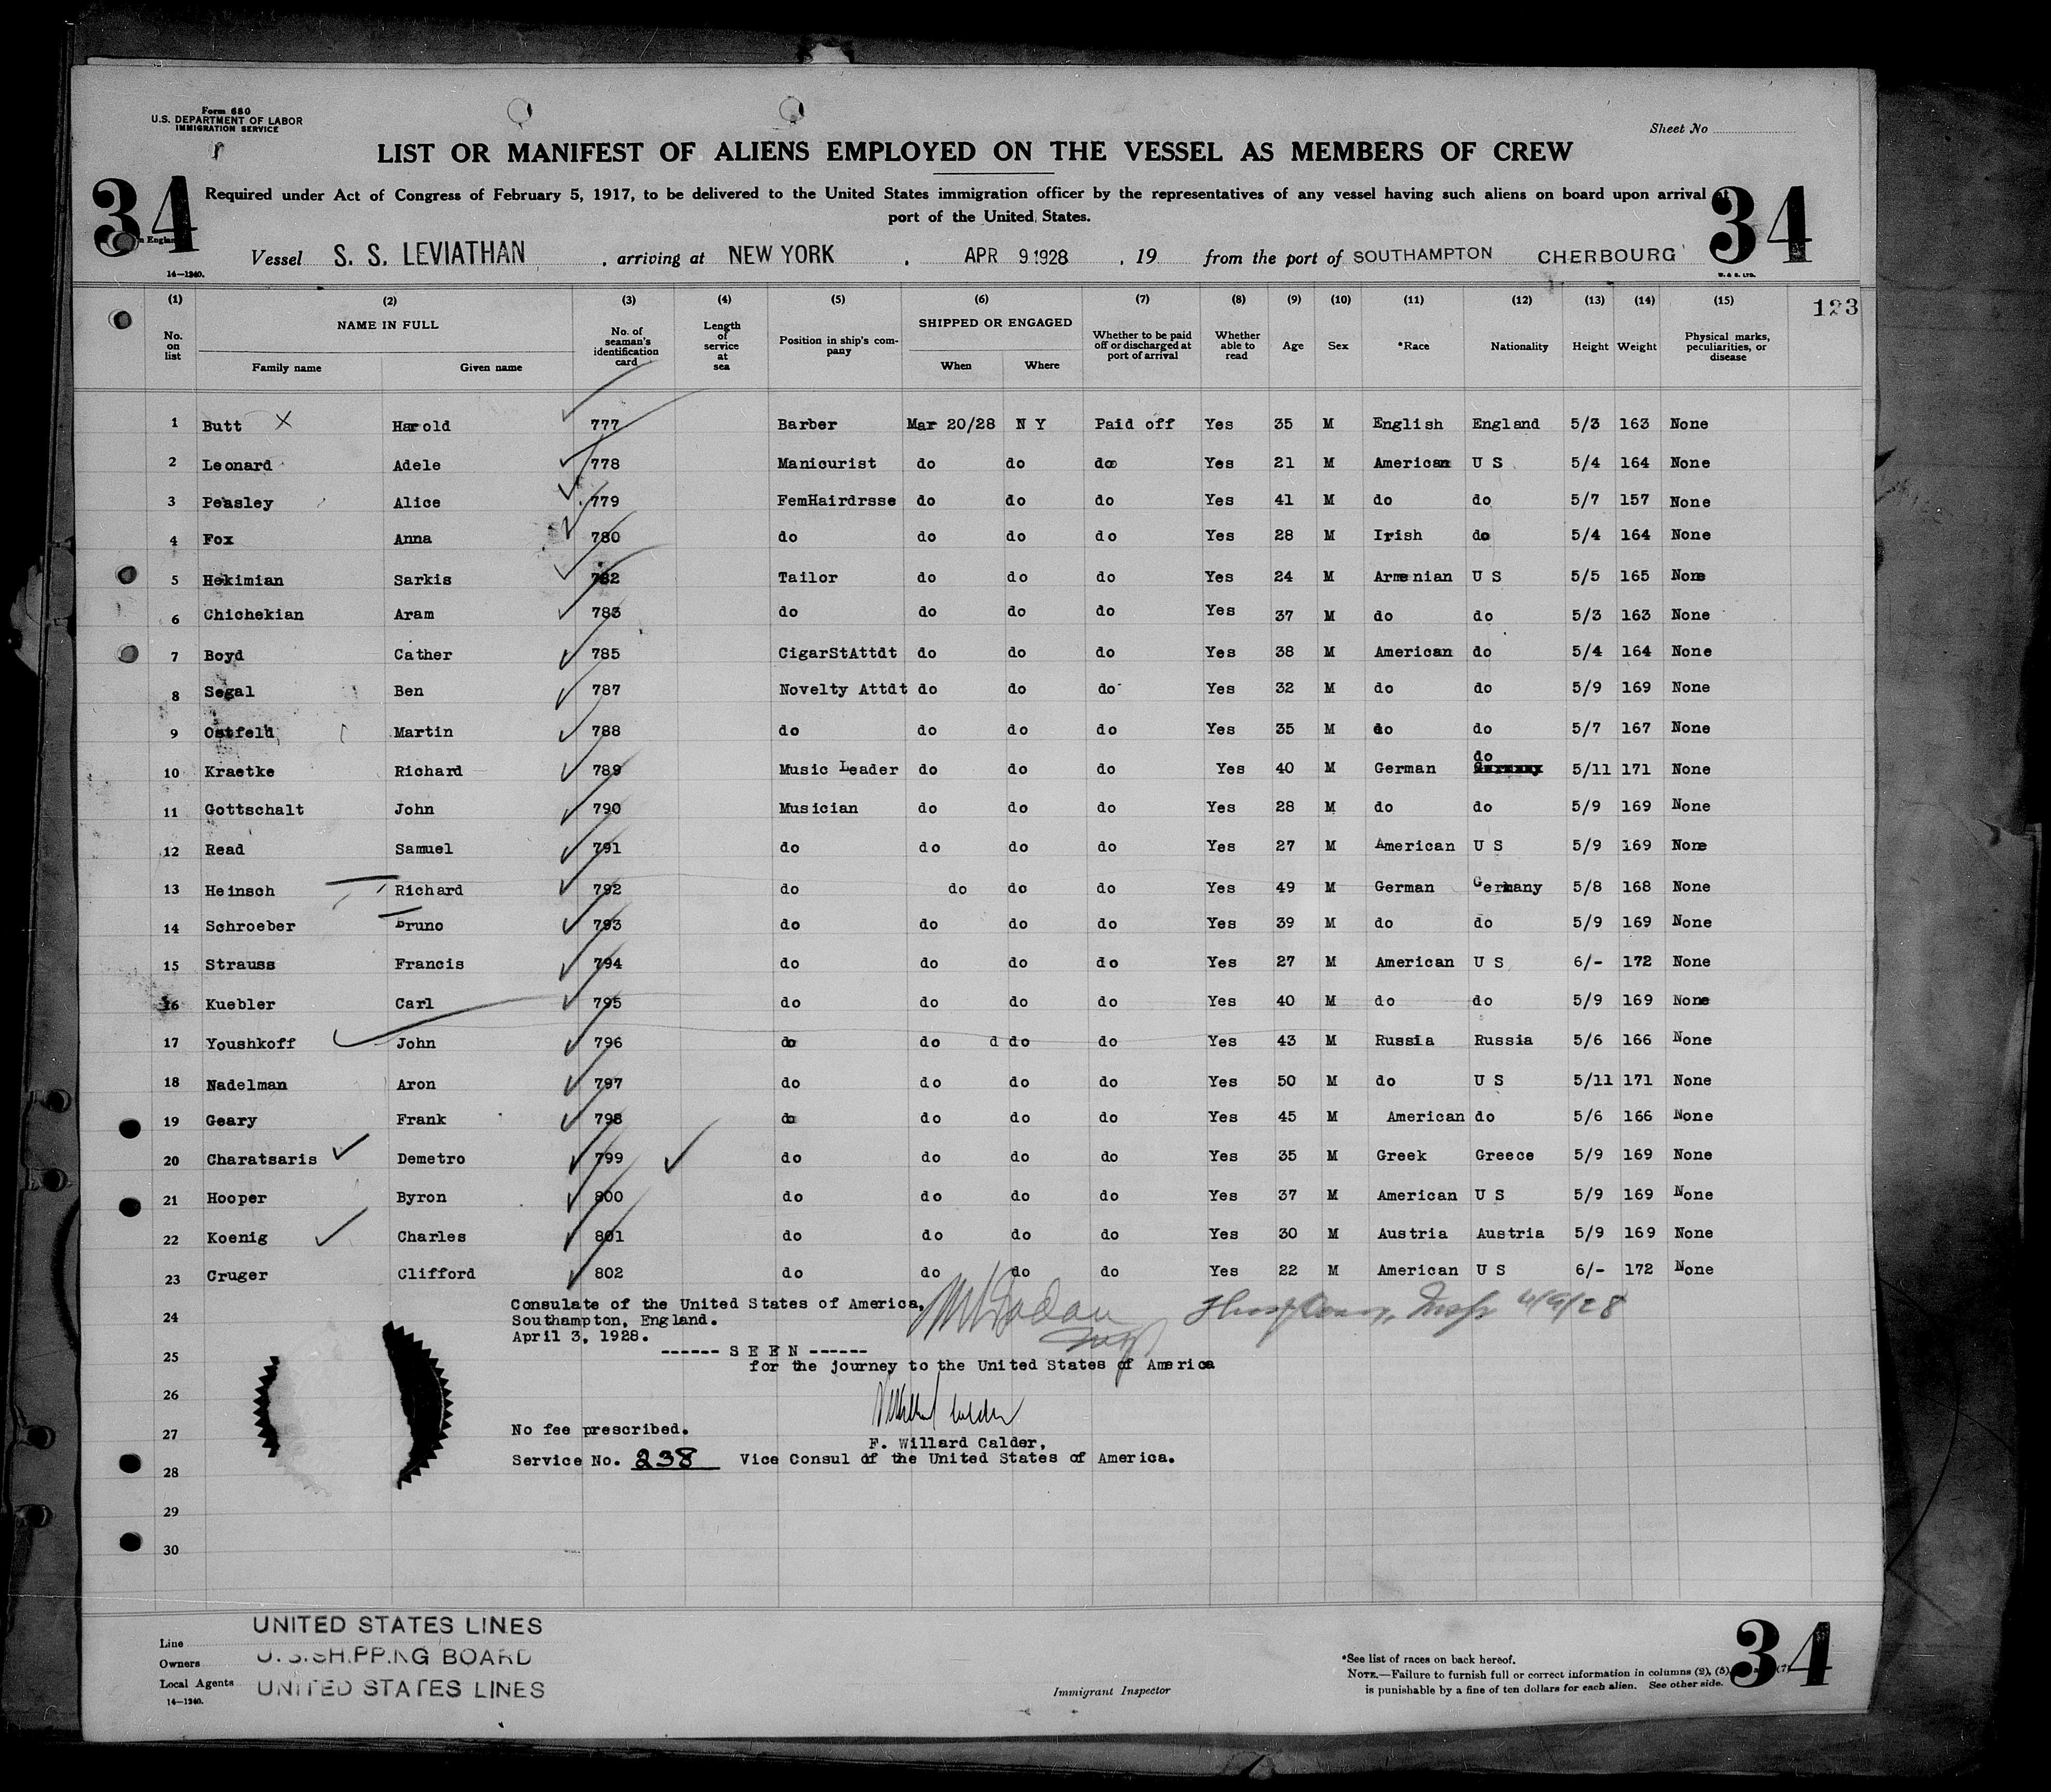 Form 680
U.S. DEPARTMENT OF LABOR
IMMIGRATION SERVICE
Sheet No
LIST OR MANIFEST OF ALIENS EMPLOYED ON THE VESSEL AS MEMBERS OF CREW
34 34
Required under Act of Congress of February 5, 1917, to be delivered to the United States immigration officer by the representatives of any vessel having such aliens on board upon arrival at
port of the United States.
Vessel S. S. LEVIATHAN , arriving at NEW YORK , APR 9 1928 , 19 from the port of SOUTHAMPTON CHERBOURG
14—1240.
(1) (2) (3) (4) (5) (6) (7) (8) (9) (10) (11) (12) (13) (14) (15) 123
No. on list NAME IN FULL Family name Given name No. of seaman's identification card Length of service at sea Position in ship's company SHIPPED OR ENGAGED When Where Whether to be paid off or discharged at port of arrival Whether able to read Age Sex *Race Nationality Height Weight Physical marks, peculiarities, or disease
1 Butt X Harold 777 Barber Mar 20/28 N Y Paid off Yes 35 M English England 5/3 163 None
2 Leonard Adele 778 Manicurist do do do Yes 21 M American U S 5/4 164 None
3 Peasley Alice 779 FemHairdrsse do do do Yes 41 M do do 5/7 157 None
4 Fox Anna 780 do do do do Yes 28 M Irish do 5/4 164 None
5 Hekimian Sarkis 782 Tailor do do do Yes 24 M Armenian U S 5/5 165 None
6 Chichekian Aram 783 do do do do Yes 37 M do do 5/3 163 None
7 Boyd Cather 785 CigarStAttdt do do do Yes 38 M American do 5/4 164 None
8 Segal Ben 787 Novelty Attdt do do do Yes 32 M do do 5/9 169 None
9 Ostfeld Martin 788 do do do do Yes 35 M do do 5/7 167 None
10 Kraetke Richard 789 Music Leader do do do Yes 40 M German do Germany 5/11 171 None
11 Gottschalt John 790 Musician do do do Yes 28 M do do 5/9 169 None
12 Read Samuel 791 do do do do Yes 27 M American U S 5/9 169 None
13 Heinsch Richard 792 do do do do Yes 49 M German Germany 5/8 168 None
14 Schroeber Bruno 793 do do do do Yes 39 M do do 5/9 169 None
15 Strauss Francis 794 do do do do Yes 27 M American U S 6/- 172 None
16 Kuebler Carl 795 do do do do Yes 40 M do do 5/9 169 None
17 Youshkoff John 796 do do d do do Yes 43 M Russia Russia 5/6 166 None
18 Nadelman Aron 797 do do do do Yes 50 M do U S 5/11 171 None
19 Geary Frank 798 do do do do Yes 45 M American do 5/6 166 None
20 Charatsaris Demetro 799 do do do do Yes 35 M Greek Greece 5/9 169 None
21 Hooper Byron 800 do do do do Yes 37 M American U S 5/9 169 None
22 Koenig Charles 801 do do do do Yes 30 M Austria Austria 5/9 169 None
23 Cruger Clifford 802 do do do do Yes 22 M American U S 6/- 172 None
24 Consulate of the United States of America,
Southampton, England.
April 3, 1928.
4/9/28
25 ------ S E E N ------
for the journey to the United States of America
26
27 No fee prescribed.
F. Willard Calder,
Service No. 238 Vice Consul of the United States of America.
28
29
30
Line UNITED STATES LINES
Owners U.S.SHIPPING BOARD
Local Agents UNITED STATES LINES
14—1240.
Immigrant Inspector
*See list of races on back hereof.
NOTE.—Failure to furnish full or correct information in columns (2), (5),
is punishable by a fine of ten dollars for each alien. See other side.
34